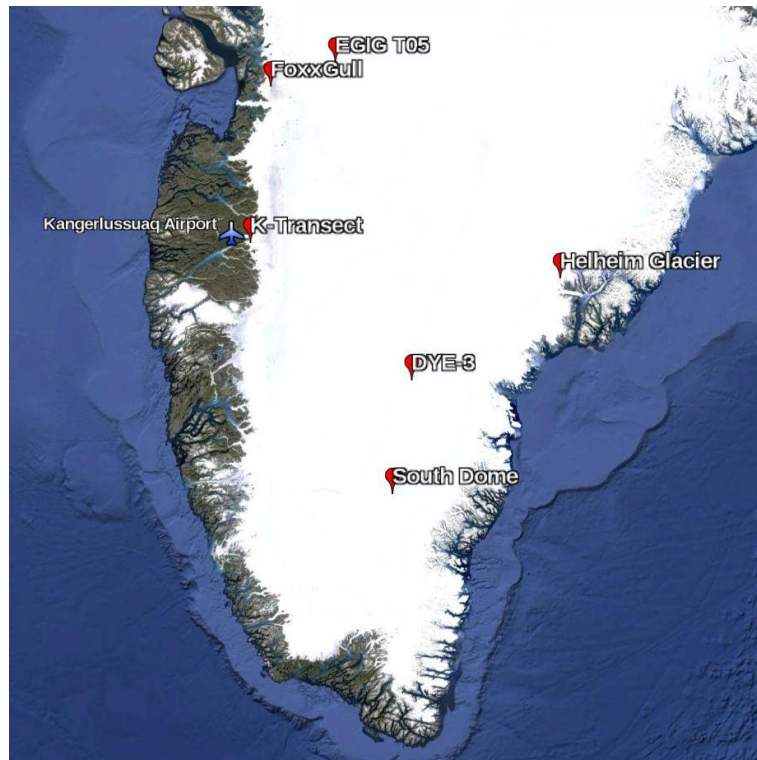 EGIG T05
FoxxGull
Kangerlussuaq Airport
K-Transect
Helheim Glacier
DYE-3
South Dome